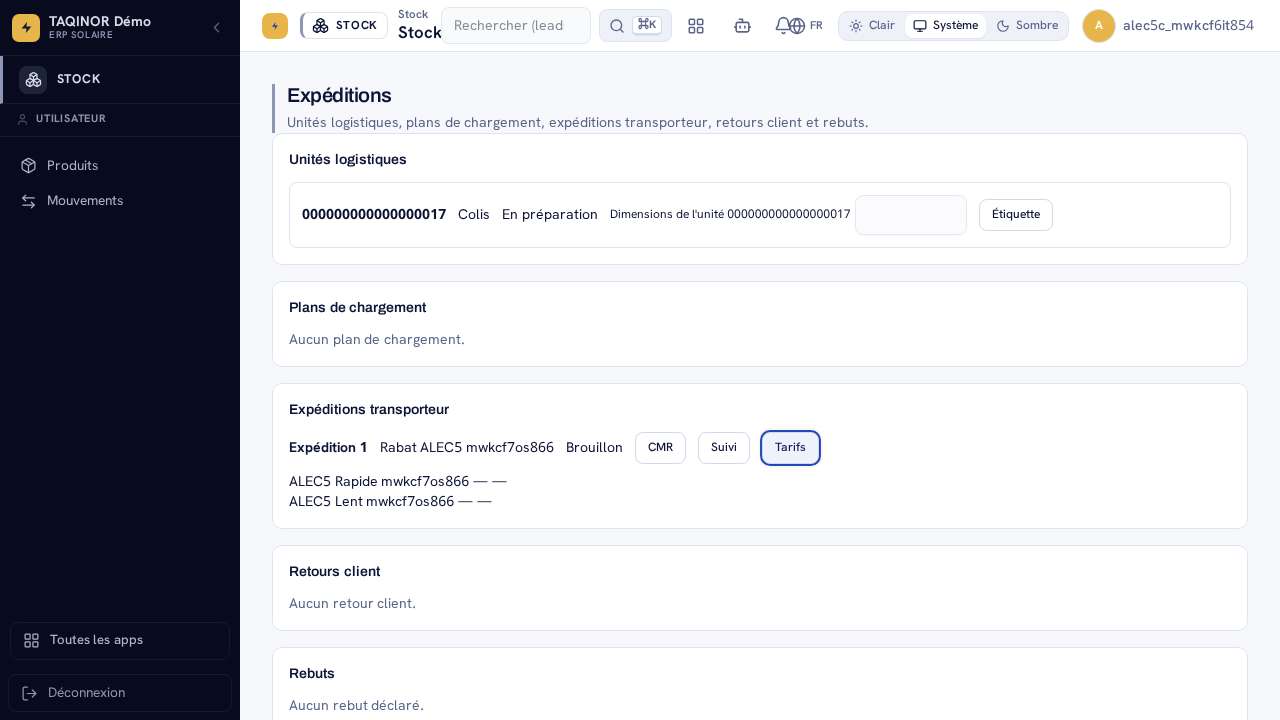 TAQINOR Démo
ERP SOLAIRE
STOCK
UTILISATEUR
Produits
Mouvements
Toutes les apps
Déconnexion
STOCK
Stock
Stock
Rechercher (lead
⌘K
FR
Clair
Système
Sombre
A
alec5c_mwkcf6it854
Expéditions
Unités logistiques, plans de chargement, expéditions transporteur, retours client et rebuts.
Unités logistiques
000000000000000017 Colis En préparation Dimensions de l'unité 000000000000000017 Étiquette
Plans de chargement
Aucun plan de chargement.
Expéditions transporteur
Expédition 1 Rabat ALEC5 mwkcf7os866 Brouillon CMR Suivi Tarifs
ALEC5 Rapide mwkcf7os866 — —
ALEC5 Lent mwkcf7os866 — —
Retours client
Aucun retour client.
Rebuts
Aucun rebut déclaré.